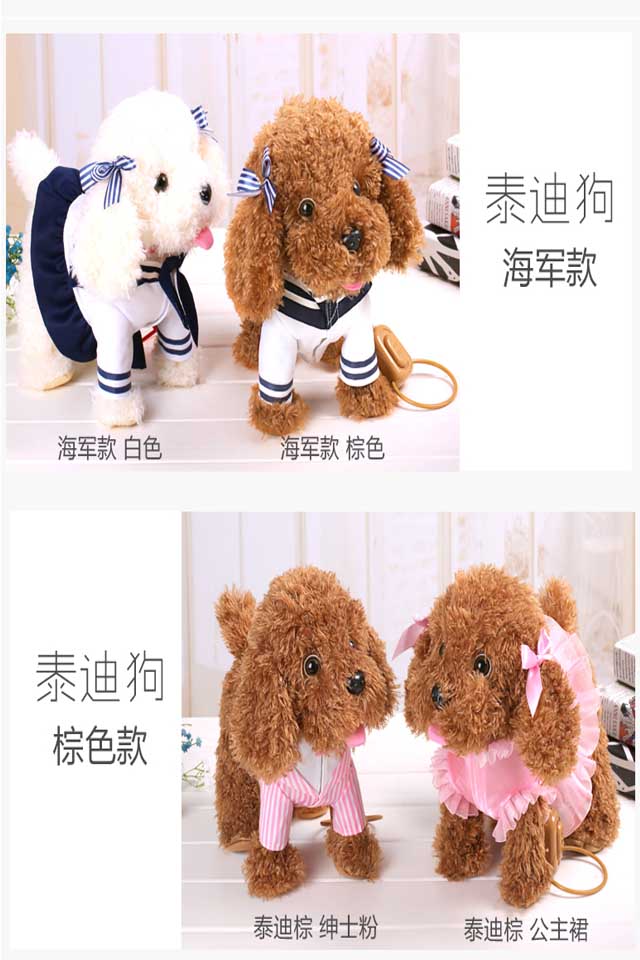 泰迪狗
海军款
海军款 白色
海军款 棕色
泰迪狗
棕色款
泰迪棕 绅士粉
泰迪棕 公主裙